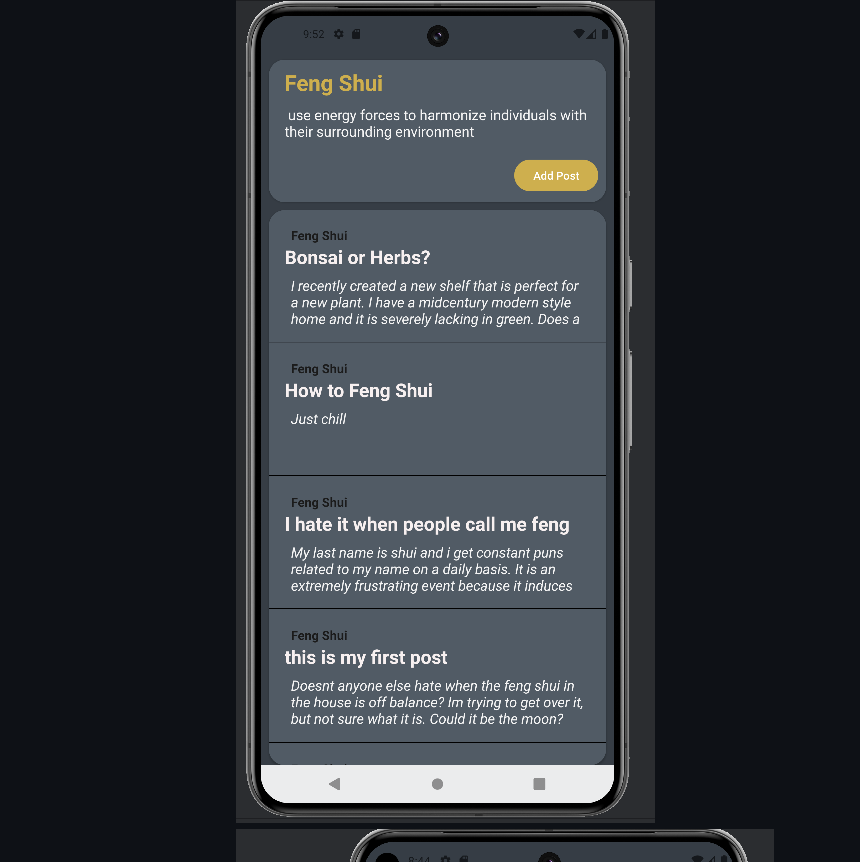 9:52
Feng Shui
use energy forces to harmonize individuals with
their surrounding environment
Add Post
Feng Shui
Bonsai or Herbs?
I recently created a new shelf that is perfect for
a new plant. I have a midcentury modern style
home and it is severely lacking in green. Does a
Feng Shui
How to Feng Shui
Just chill
Feng Shui
I hate it when people call me feng
My last name is shui and i get constant puns
related to my name on a daily basis. It is an
extremely frustrating event because it induces
Feng Shui
this is my first post
Doesnt anyone else hate when the feng shui in
the house is off balance? Im trying to get over it,
but not sure what it is. Could it be the moon?